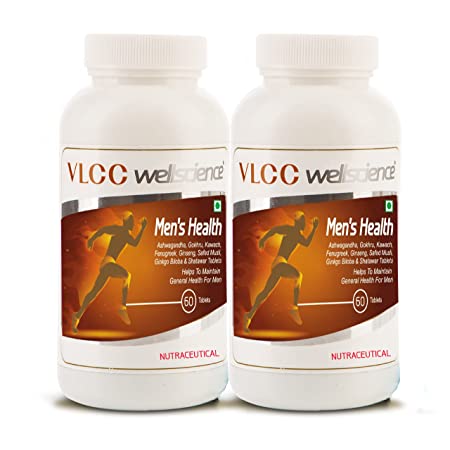 VLCC wellscience®
Men's Health
Ashwagandha, Gokhru, Kawach,
Fenugreek, Ginseng, Safed Musli,
Ginkgo Biloba & Shatawar Tablets
Helps To Maintain
General Health For Men
60 Tablets
NUTRACEUTICAL
VLCC wellscience®
Men's Health
Ashwagandha, Gokhru, Kawach,
Fenugreek, Ginseng, Safed Musli,
Ginkgo Biloba & Shatawar Tablets
Helps To Maintain
General Health For Men
60 Tablets
NUTRACEUTICAL